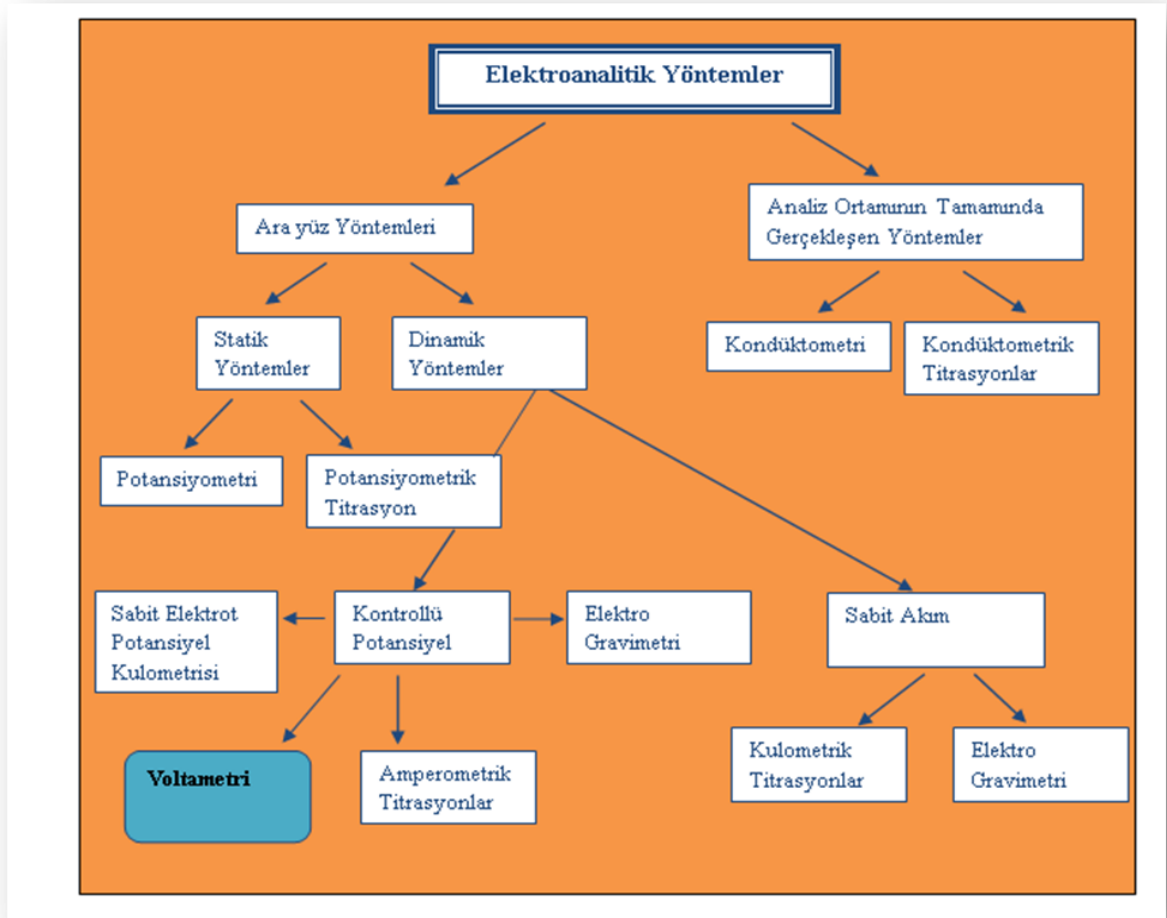 Elektroanalitik Yöntemler
Ara yüz Yöntemleri
Analiz Ortamının Tamamında
Gerçekleşen Yöntemler
Statik
Yöntemler
Dinamik
Yöntemler
Kondüktometri
Kondüktometrik
Titrasyonlar
Potansiyometri
Potansiyometrik
Titrasyon
Sabit Elektrot
Potansiyel
Kulometrisi
Kontrollü
Potansiyel
Elektro
Gravimetri
Sabit Akım
Voltametri
Amperometrik
Titrasyonlar
Kulometrik
Titrasyonlar
Elektro
Gravimetri